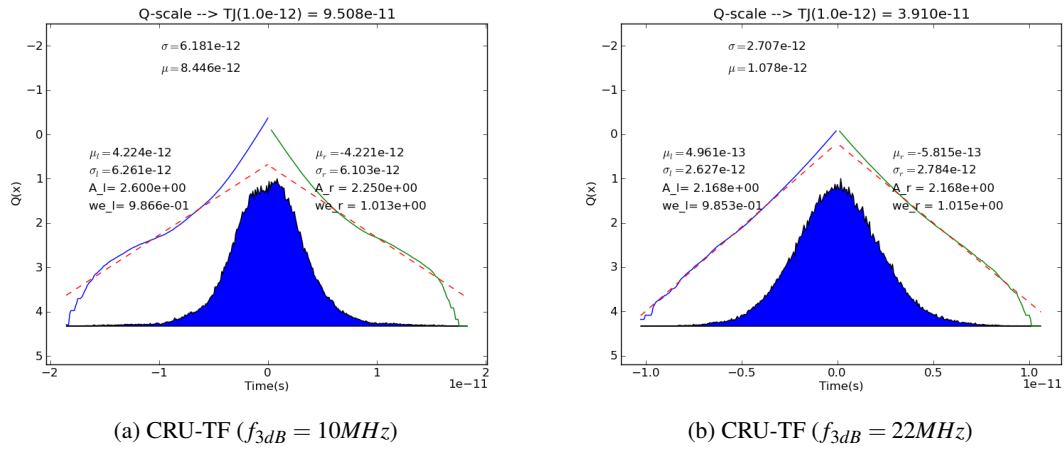 Q-scale --> TJ(1.0e-12) = 9.508e-11
σ=6.181e-12
μ=8.446e-12
μ_l=4.224e-12
σ_l=6.261e-12
A_l= 2.600e+00
we_l= 9.866e-01
μ_r=-4.221e-12
σ_r=6.103e-12
A_r = 2.250e+00
we_r = 1.013e+00
Q(x)
−2
−1
0
1
2
3
4
5
−2
−1
0
1
2
1e−11
Time(s)
(a) CRU-TF (f_{3dB} = 10MHz)
Q-scale --> TJ(1.0e-12) = 3.910e-11
σ=2.707e-12
μ=1.078e-12
μ_l=4.961e-13
σ_l=2.627e-12
A_l= 2.168e+00
we_l= 9.853e-01
μ_r=-5.815e-13
σ_r=2.784e-12
A_r = 2.168e+00
we_r = 1.015e+00
Q(x)
−2
−1
0
1
2
3
4
5
−1.0
−0.5
0.0
0.5
1.0
1e−11
Time(s)
(b) CRU-TF (f_{3dB} = 22MHz)